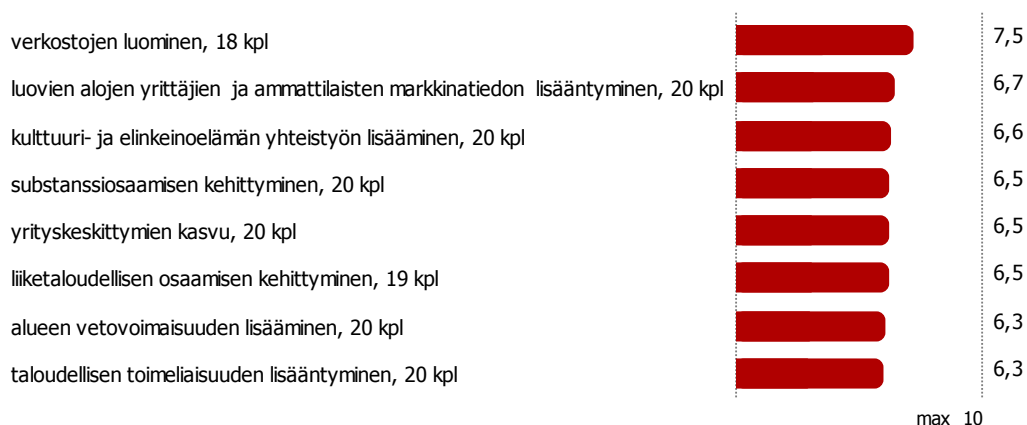 verkostojen luominen, 18 kpl 7,5
luovien alojen yrittäjien ja ammattilaisten markkinatiedon lisääntyminen, 20 kpl 6,7
kulttuuri- ja elinkeinoelämän yhteistyön lisääminen, 20 kpl 6,6
substanssiosaamisen kehittyminen, 20 kpl 6,5
yrityskeskittymien kasvu, 20 kpl 6,5
liiketaloudellisen osaamisen kehittyminen, 19 kpl 6,5
alueen vetovoimaisuuden lisääminen, 20 kpl 6,3
taloudellisen toimeliaisuuden lisääntyminen, 20 kpl 6,3
max 10